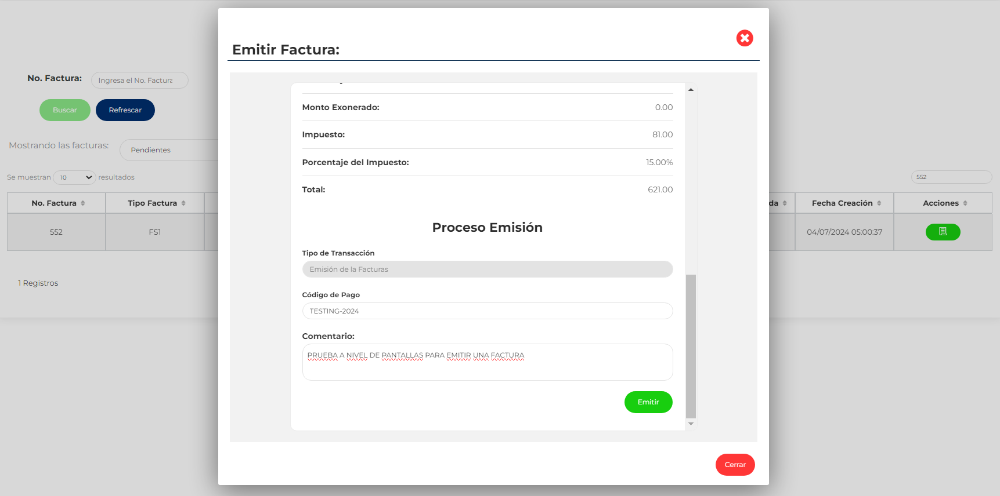 Emitir Factura:
No. Factura:
Ingresa el No. Factura
Buscar
Refrescar
Mostrando las facturas:
Pendientes
Se muestran 10 resultados
552
No. Factura
Tipo Factura
da
Fecha Creación
Acciones
552
FS1
04/07/2024 05:00:37
1 Registros
Monto Exonerado:
0.00
Impuesto:
81.00
Porcentaje del Impuesto:
15.00%
Total:
621.00
Proceso Emisión
Tipo de Transacción
Emisión de la Facturas
Código de Pago
TESTING-2024
Comentario:
PRUEBA A NIVEL DE PANTALLAS PARA EMITIR UNA FACTURA
Emitir
Cerrar